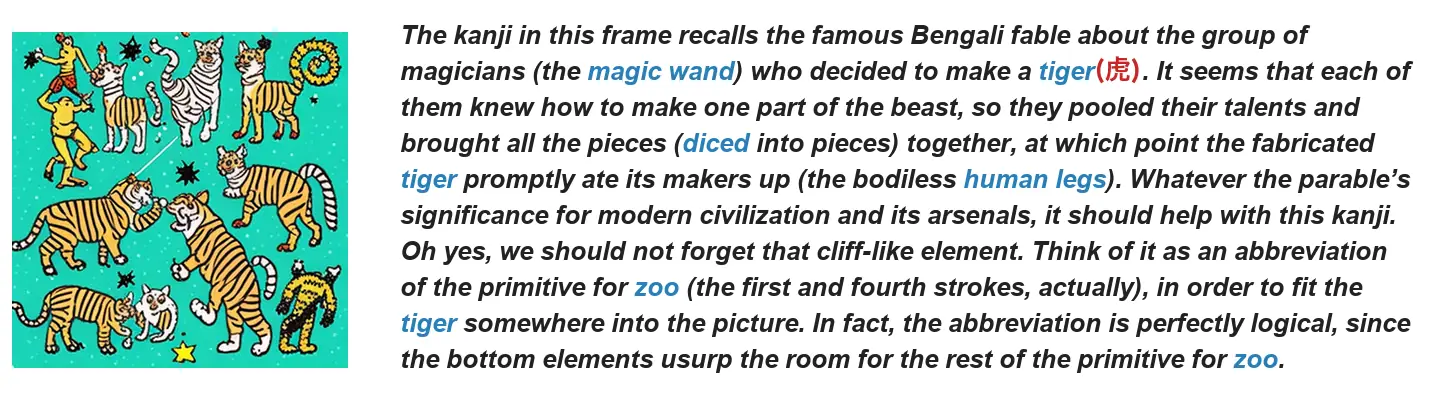 The kanji in this frame recalls the famous Bengali fable about the group of
magicians (the magic wand) who decided to make a tiger(虎). It seems that each of
them knew how to make one part of the beast, so they pooled their talents and
brought all the pieces (diced into pieces) together, at which point the fabricated
tiger promptly ate its makers up (the bodiless human legs). Whatever the parable’s
significance for modern civilization and its arsenals, it should help with this kanji.
Oh yes, we should not forget that cliff-like element. Think of it as an abbreviation
of the primitive for zoo (the first and fourth strokes, actually), in order to fit the
tiger somewhere into the picture. In fact, the abbreviation is perfectly logical, since
the bottom elements usurp the room for the rest of the primitive for zoo.